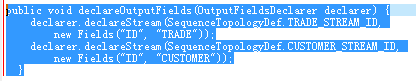 public void declareOutputFields(OutputFieldsDeclarer declarer) {
declarer.declareStream(SequenceTopologyDef.TRADE_STREAM_ID,
new Fields("ID", "TRADE"));
declarer.declareStream(SequenceTopologyDef.CUSTOMER_STREAM_ID,
new Fields("ID", "CUSTOMER"));
}